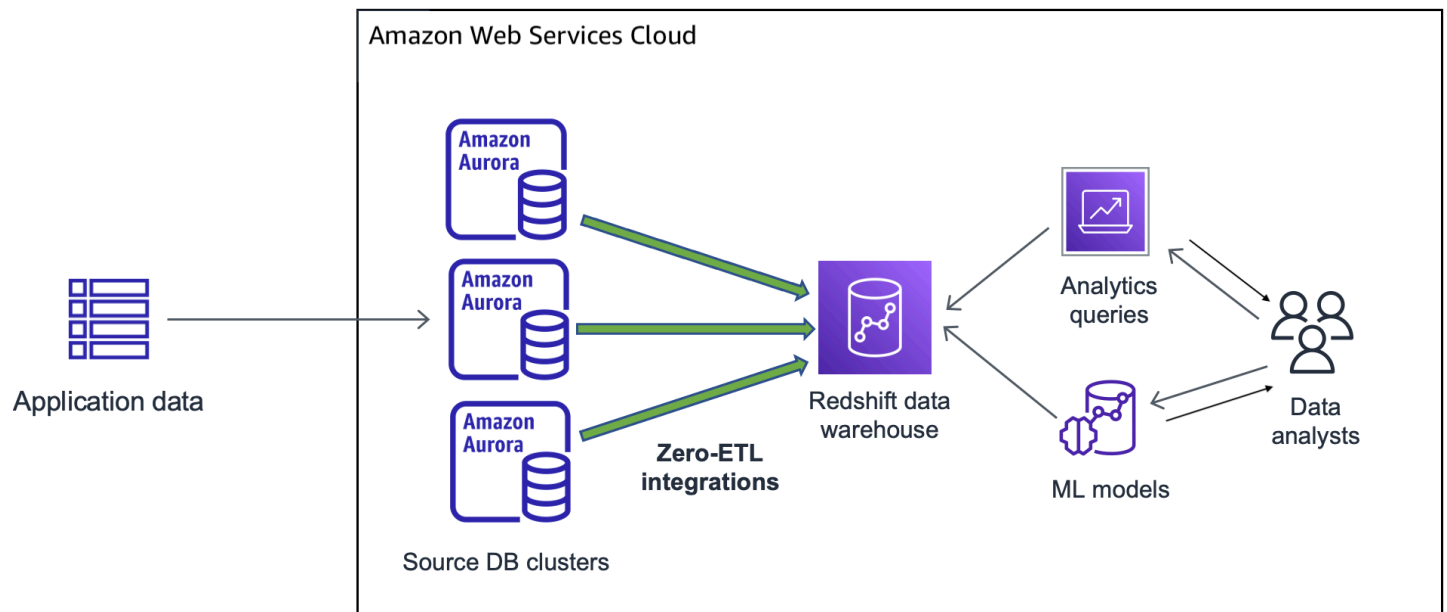 Amazon Web Services Cloud
Amazon
Aurora
Amazon
Aurora
Amazon
Aurora
Application data
Source DB clusters
Zero-ETL
integrations
Redshift data
warehouse
Analytics
queries
ML models
Data
analysts